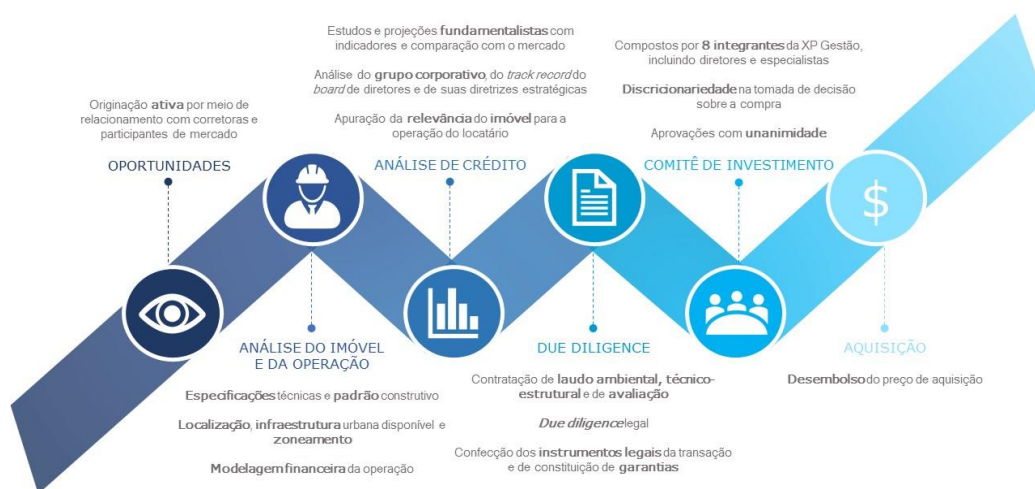 Originação ativa por meio de
relacionamento com corretoras e
participantes de mercado
OPORTUNIDADES
ANÁLISE DO IMÓVEL
E DA OPERAÇÃO
Especificações técnicas e padrão construtivo
Localização, infraestrutura urbana disponível e
zoneamento
Modelagem financeira da operação
Estudos e projeções fundamentalistas com
indicadores e comparação com o mercado
Análise do grupo corporativo, do track record do
board de diretores e de suas diretrizes estratégicas
Apuração da relevância do imóvel para a
operação do locatário
ANÁLISE DE CRÉDITO
DUE DILIGENCE
Contratação de laudo ambiental, técnico-
estrutural e de avaliação
Due diligence legal
Confecção dos instrumentos legais da transação
e de constituição de garantias
Compostos por 8 integrantes da XP Gestão,
incluindo diretores e especialistas
Discricionariedade na tomada de decisão
sobre a compra
Aprovações com unanimidade
COMITÊ DE INVESTIMENTO
$
AQUISIÇÃO
Desembolso do preço de aquisição